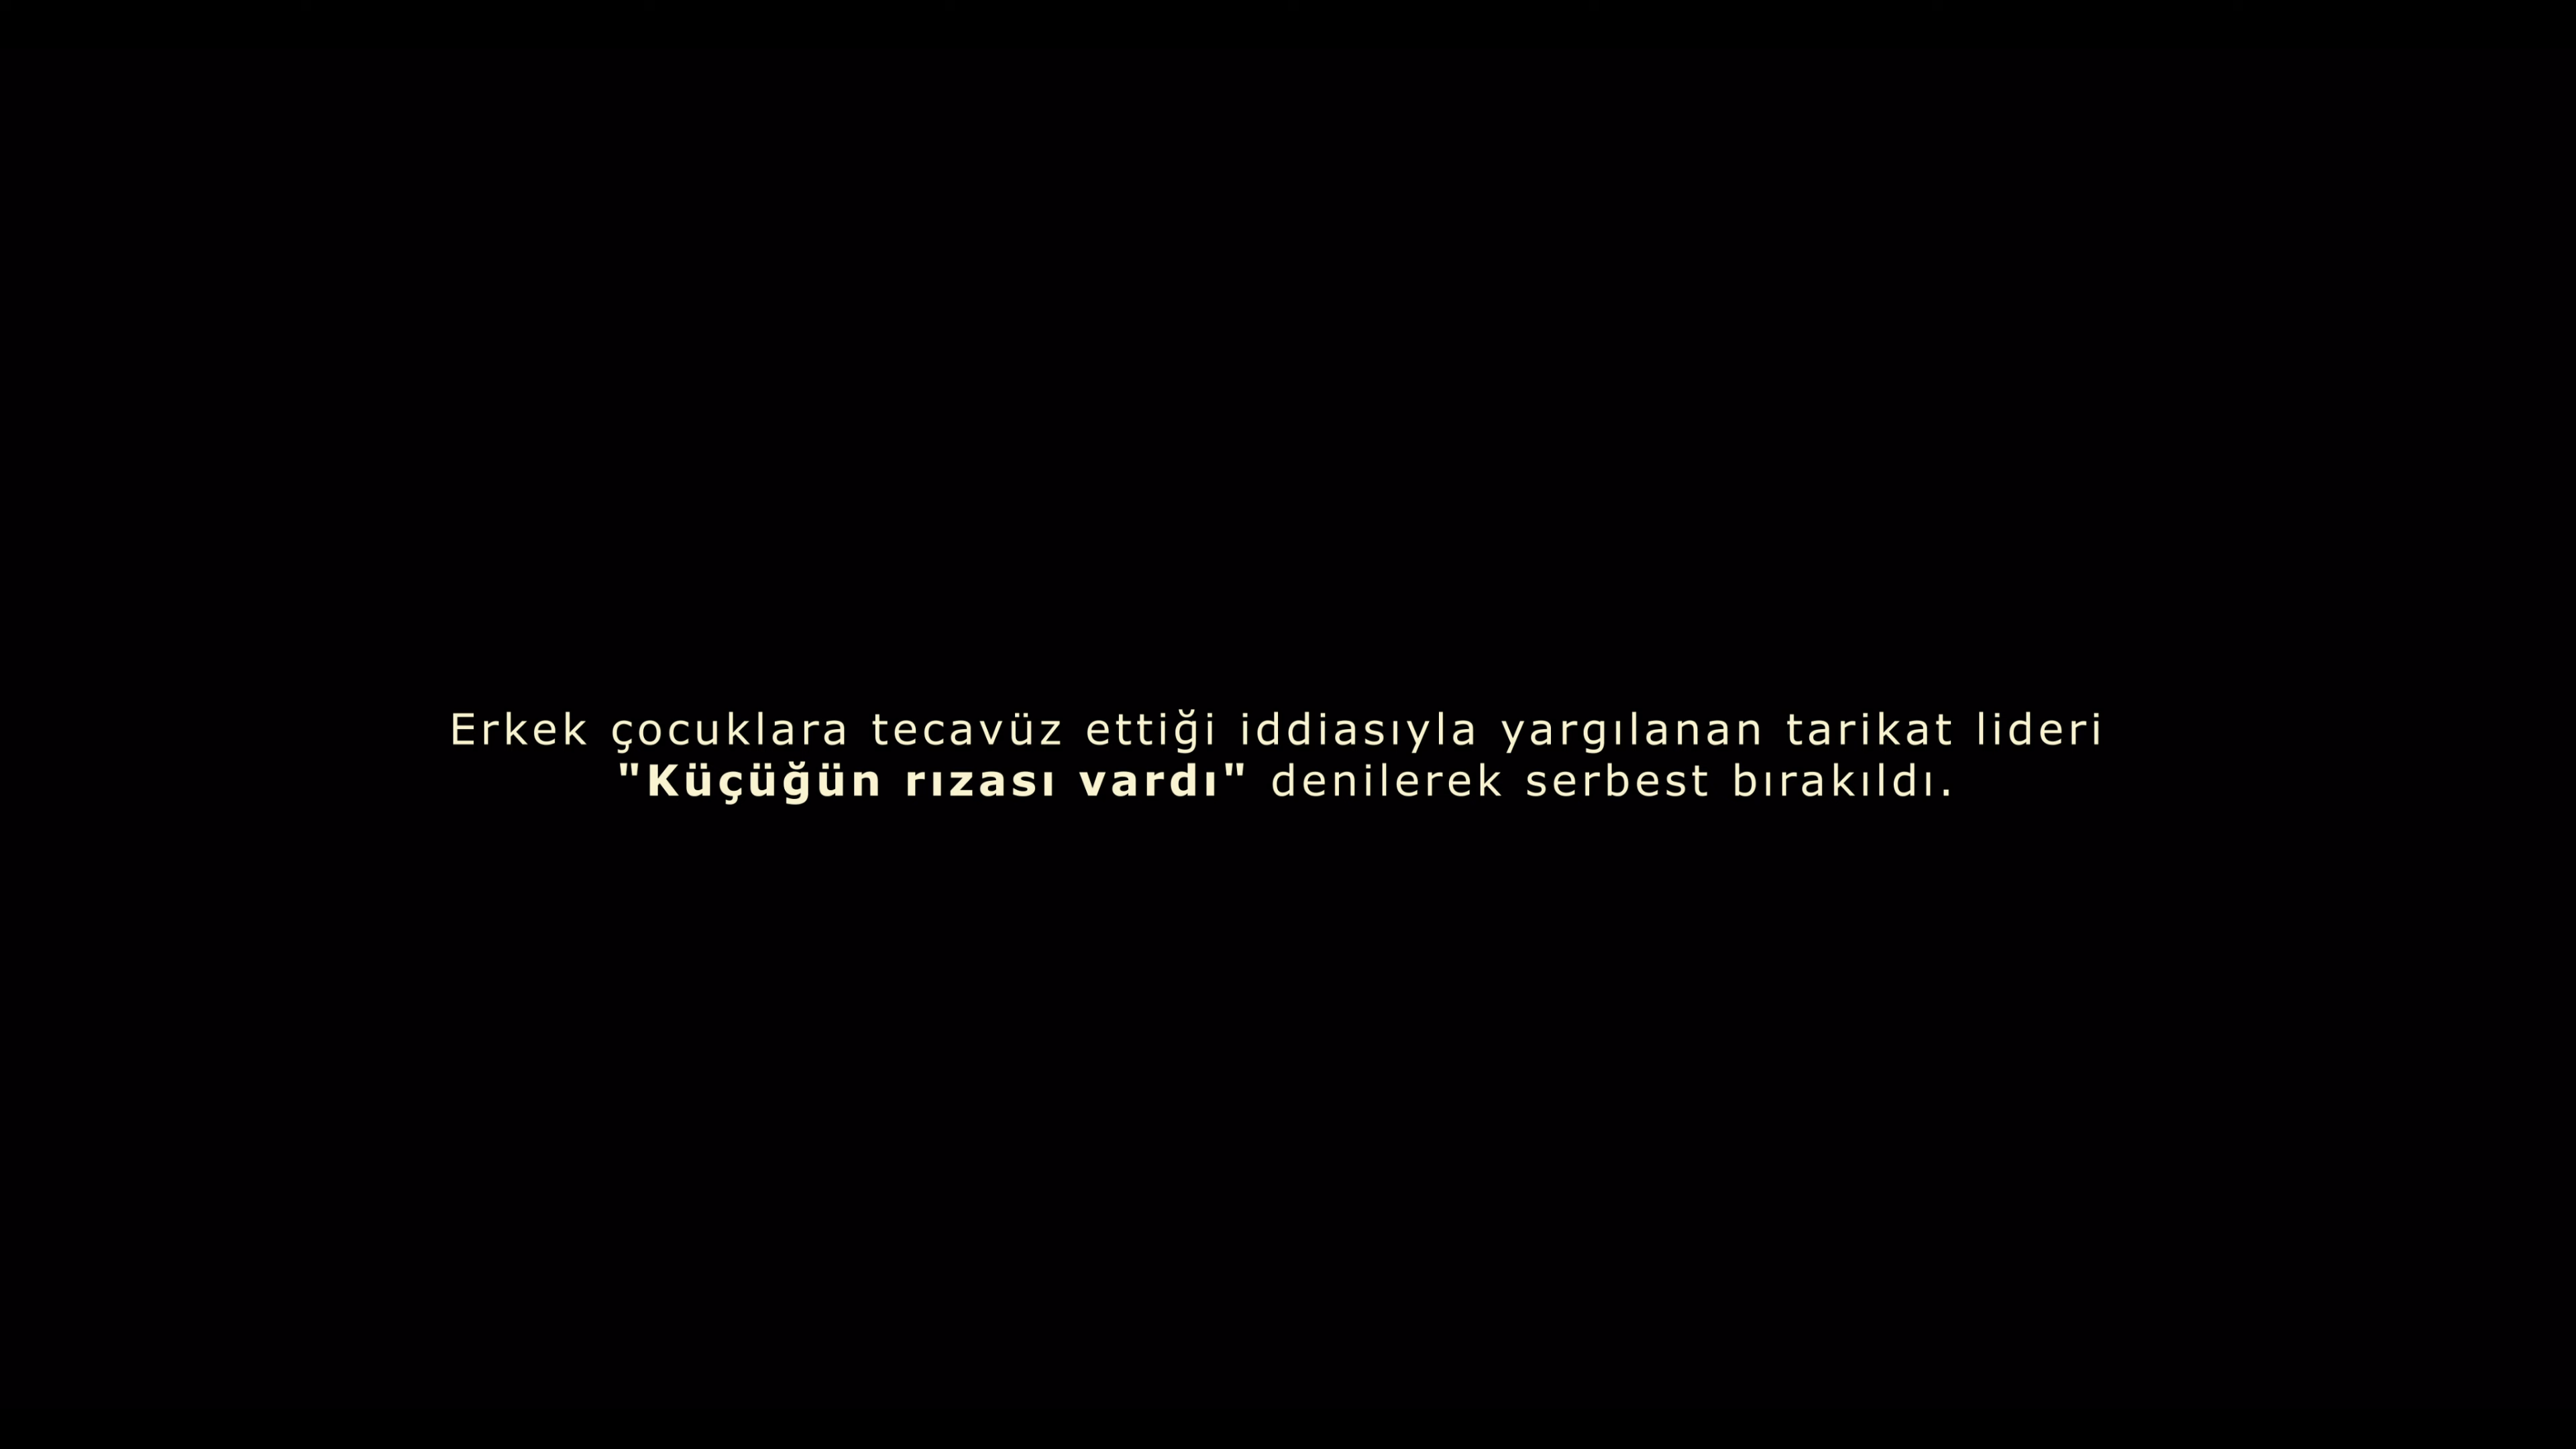 Erkek çocuklara tecavüz ettiği iddiasıyla yargılanan tarikat lideri
"Küçüğün rızası vardı" denilerek serbest bırakıldı.